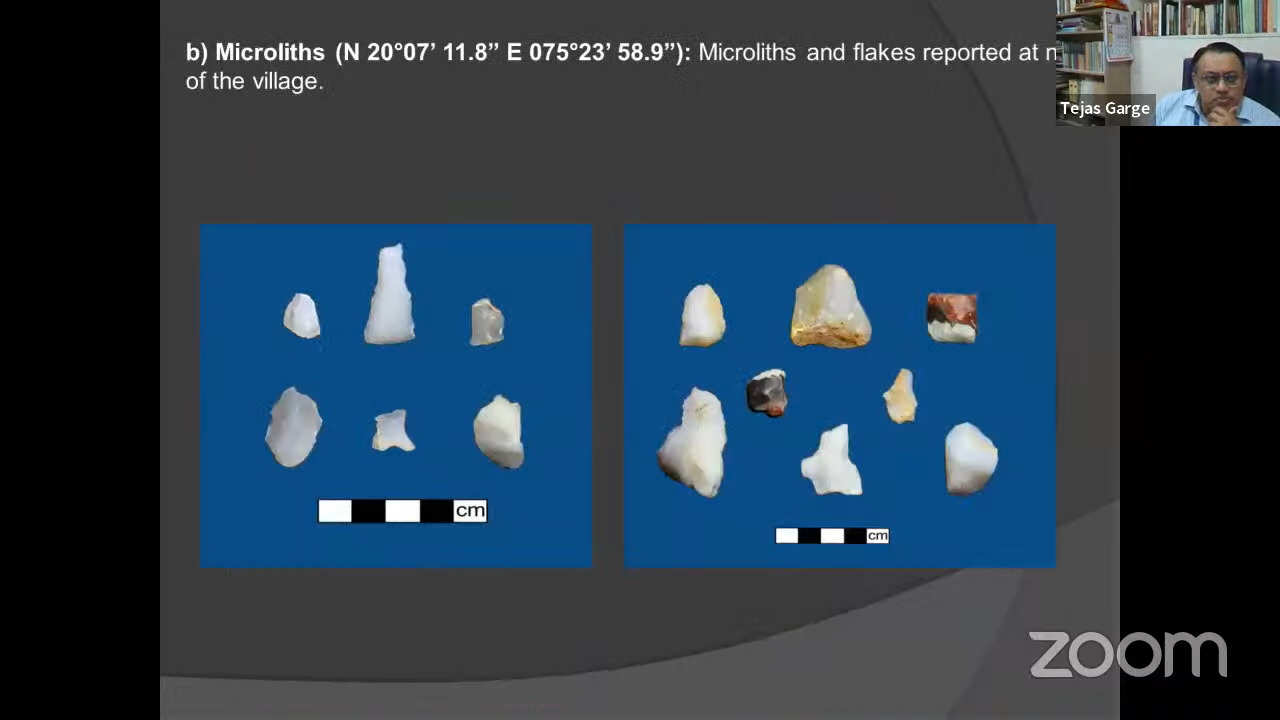 b) Microliths (N 20°07’ 11.8” E 075°23’ 58.9”): Microliths and flakes reported at
of the village.
Tejas Garge
cm
cm
zoom